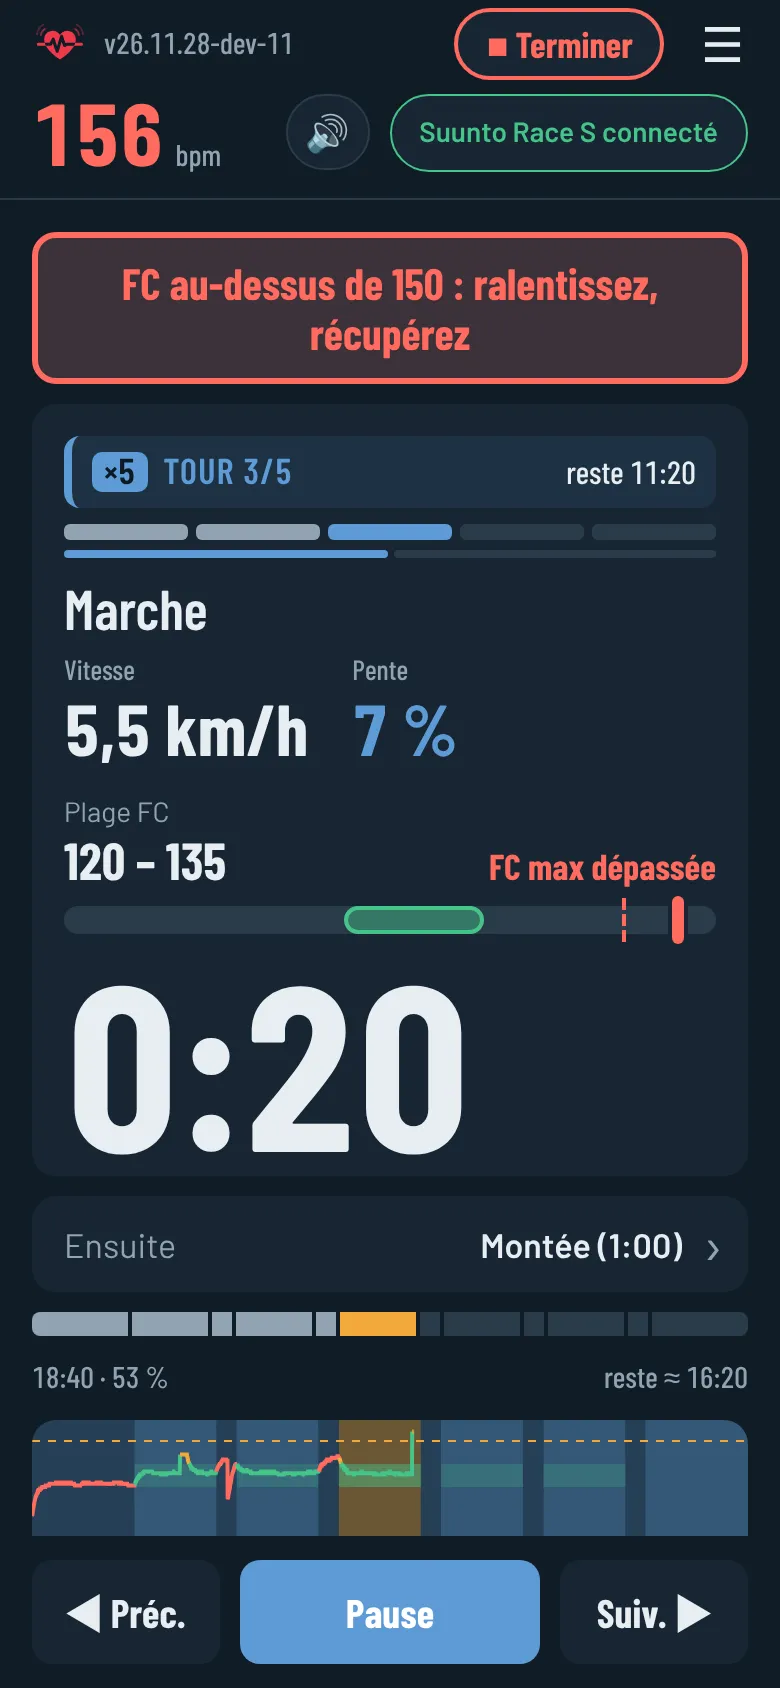 v26.11.28-dev-11
■ Terminer
156 bpm
Suunto Race S connecté
FC au-dessus de 150 : ralentissez,
récupérez
×5 TOUR 3/5
reste 11:20
Marche
Vitesse
Pente
5,5 km/h
7 %
Plage FC
120 – 135
FC max dépassée
0:20
Ensuite
Montée (1:00) ›
18:40 · 53 %
reste ≈ 16:20
◀ Préc.
Pause
Suiv. ▶